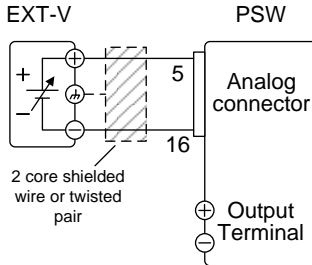 EXT-V
PSW
5
Analog
connector
16
2 core shielded
wire or twisted
pair
Output
Terminal